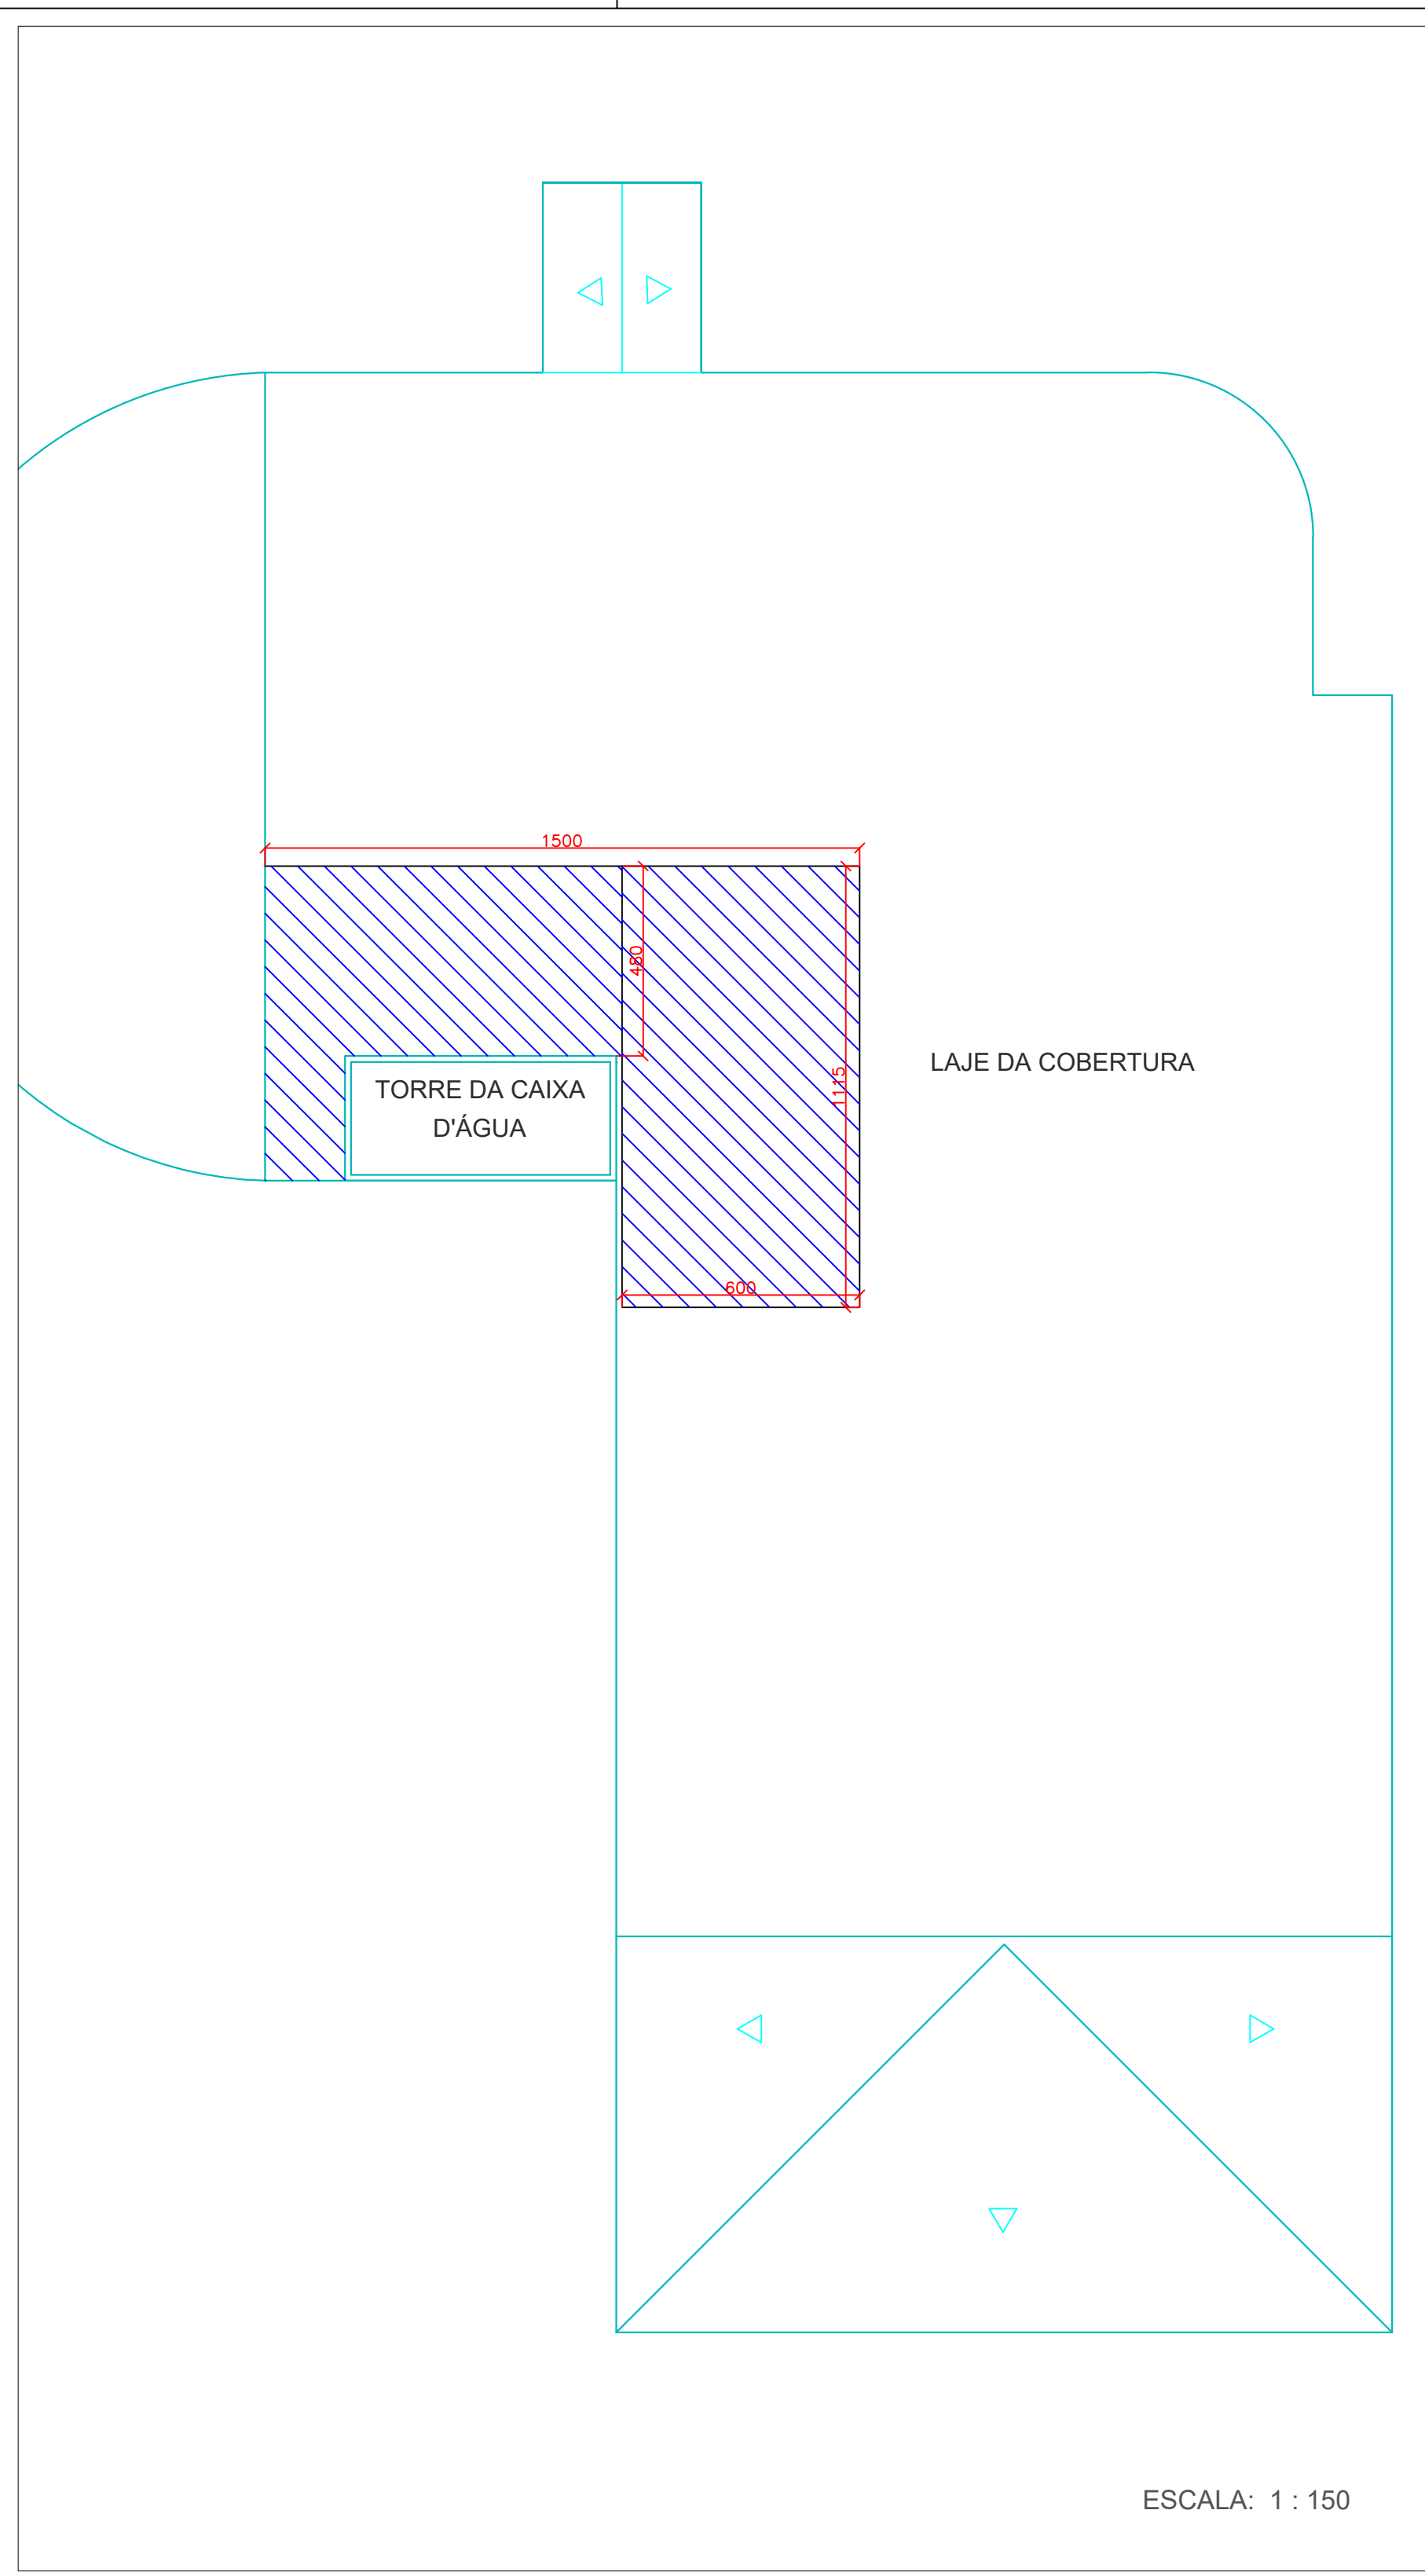 1500
480
LAJE DA COBERTURA
1115
TORRE DA CAIXA
D'ÁGUA
600
ESCALA: 1 : 150